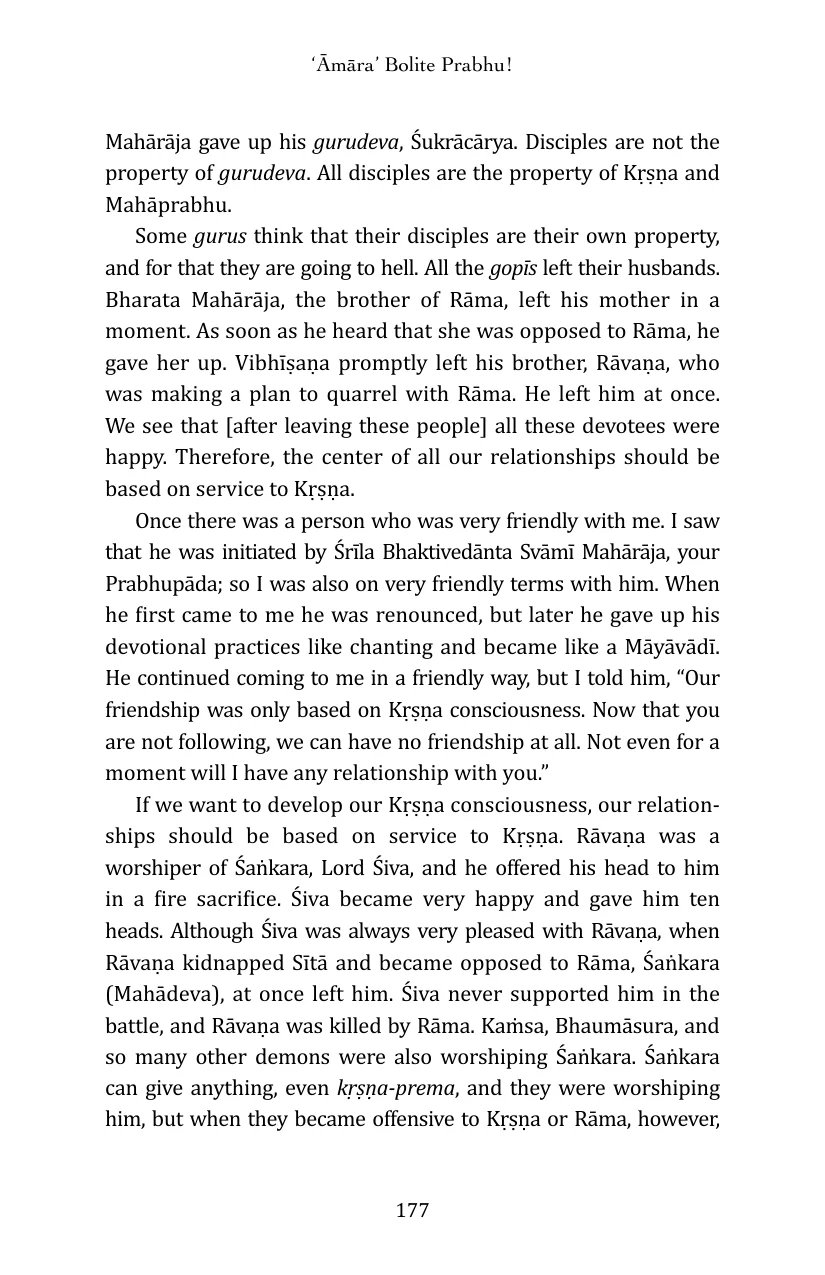 ‘Āmāra’ Bolite Prabhu!
Mahārāja gave up his gurudeva, Śukrācārya. Disciples are not the
property of gurudeva. All disciples are the property of Kṛṣṇa and
Mahāprabhu.
Some gurus think that their disciples are their own property,
and for that they are going to hell. All the gopīs left their husbands.
Bharata Mahārāja, the brother of Rāma, left his mother in a
moment. As soon as he heard that she was opposed to Rāma, he
gave her up. Vibhīṣaṇa promptly left his brother, Rāvaṇa, who
was making a plan to quarrel with Rāma. He left him at once.
We see that [after leaving these people] all these devotees were
happy. Therefore, the center of all our relationships should be
based on service to Kṛṣṇa.
Once there was a person who was very friendly with me. I saw
that he was initiated by Śrīla Bhaktivedānta Svāmī Mahārāja, your
Prabhupāda; so I was also on very friendly terms with him. When
he first came to me he was renounced, but later he gave up his
devotional practices like chanting and became like a Māyāvādī.
He continued coming to me in a friendly way, but I told him, “Our
friendship was only based on Kṛṣṇa consciousness. Now that you
are not following, we can have no friendship at all. Not even for a
moment will I have any relationship with you.”
If we want to develop our Kṛṣṇa consciousness, our relation-
ships should be based on service to Kṛṣṇa. Rāvaṇa was a
worshiper of Śaṅkara, Lord Śiva, and he offered his head to him
in a fire sacrifice. Śiva became very happy and gave him ten
heads. Although Śiva was always very pleased with Rāvaṇa, when
Rāvaṇa kidnapped Sītā and became opposed to Rāma, Śaṅkara
(Mahādeva), at once left him. Śiva never supported him in the
battle, and Rāvaṇa was killed by Rāma. Kaṁsa, Bhaumāsura, and
so many other demons were also worshiping Śaṅkara. Śaṅkara
can give anything, even kṛṣṇa-prema, and they were worshiping
him, but when they became offensive to Kṛṣṇa or Rāma, however,
177